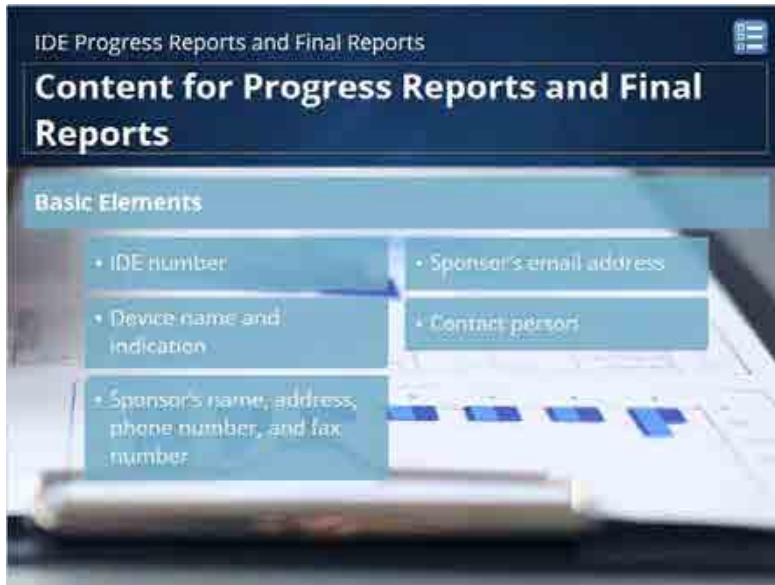 IDE Progress Reports and Final Reports
Content for Progress Reports and Final
Reports
Basic Elements
• IDE number
• Device name and
indication
• Sponsor's name, address,
phone number, and fax
number
• Sponsor's email address
• Contact person